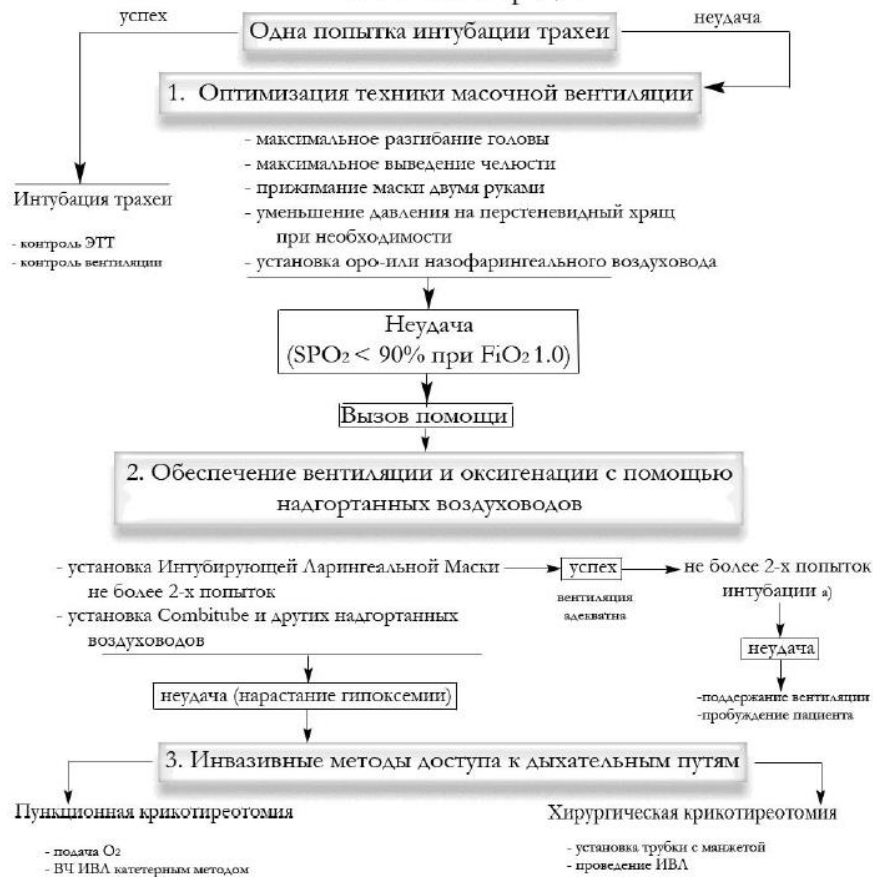 успех
Одна попытка интубации трахеи
неудача
1. Оптимизация техники масочной вентиляции
- максимальное разгибание головы
- максимальное выведение челюсти
- прижимание маски двумя руками
- уменьшение давления на перстеневидный хрящ
при необходимости
- установка оро-или назофарингеального воздуховода
Интубация трахеи
- контроль ЭТТ
- контроль вентиляции
Неудача
(SPO₂ < 90% при FiO₂ 1.0)
Вызов помощи
2. Обеспечение вентиляции и оксигенации с помощью
надгортанных воздуховодов
- установка Интубирующей Ларингеальной Маски
не более 2-х попыток
- установка Combitube и других надгортанных
воздуховодов
успех
вентиляция
адекватна
не более 2-х попыток
интубации а)
неудача
-поддержание вентиляции
-пробуждение пациента
неудача (нарастание гипоксемии)
3. Инвазивные методы доступа к дыхательным путям
Пункционная крикотиреотомия
- подача О₂
- ВЧ ИВЛ катетерным методом
Хирургическая крикотиреотомия
- установка трубки с манжетой
- проведение ИВЛ